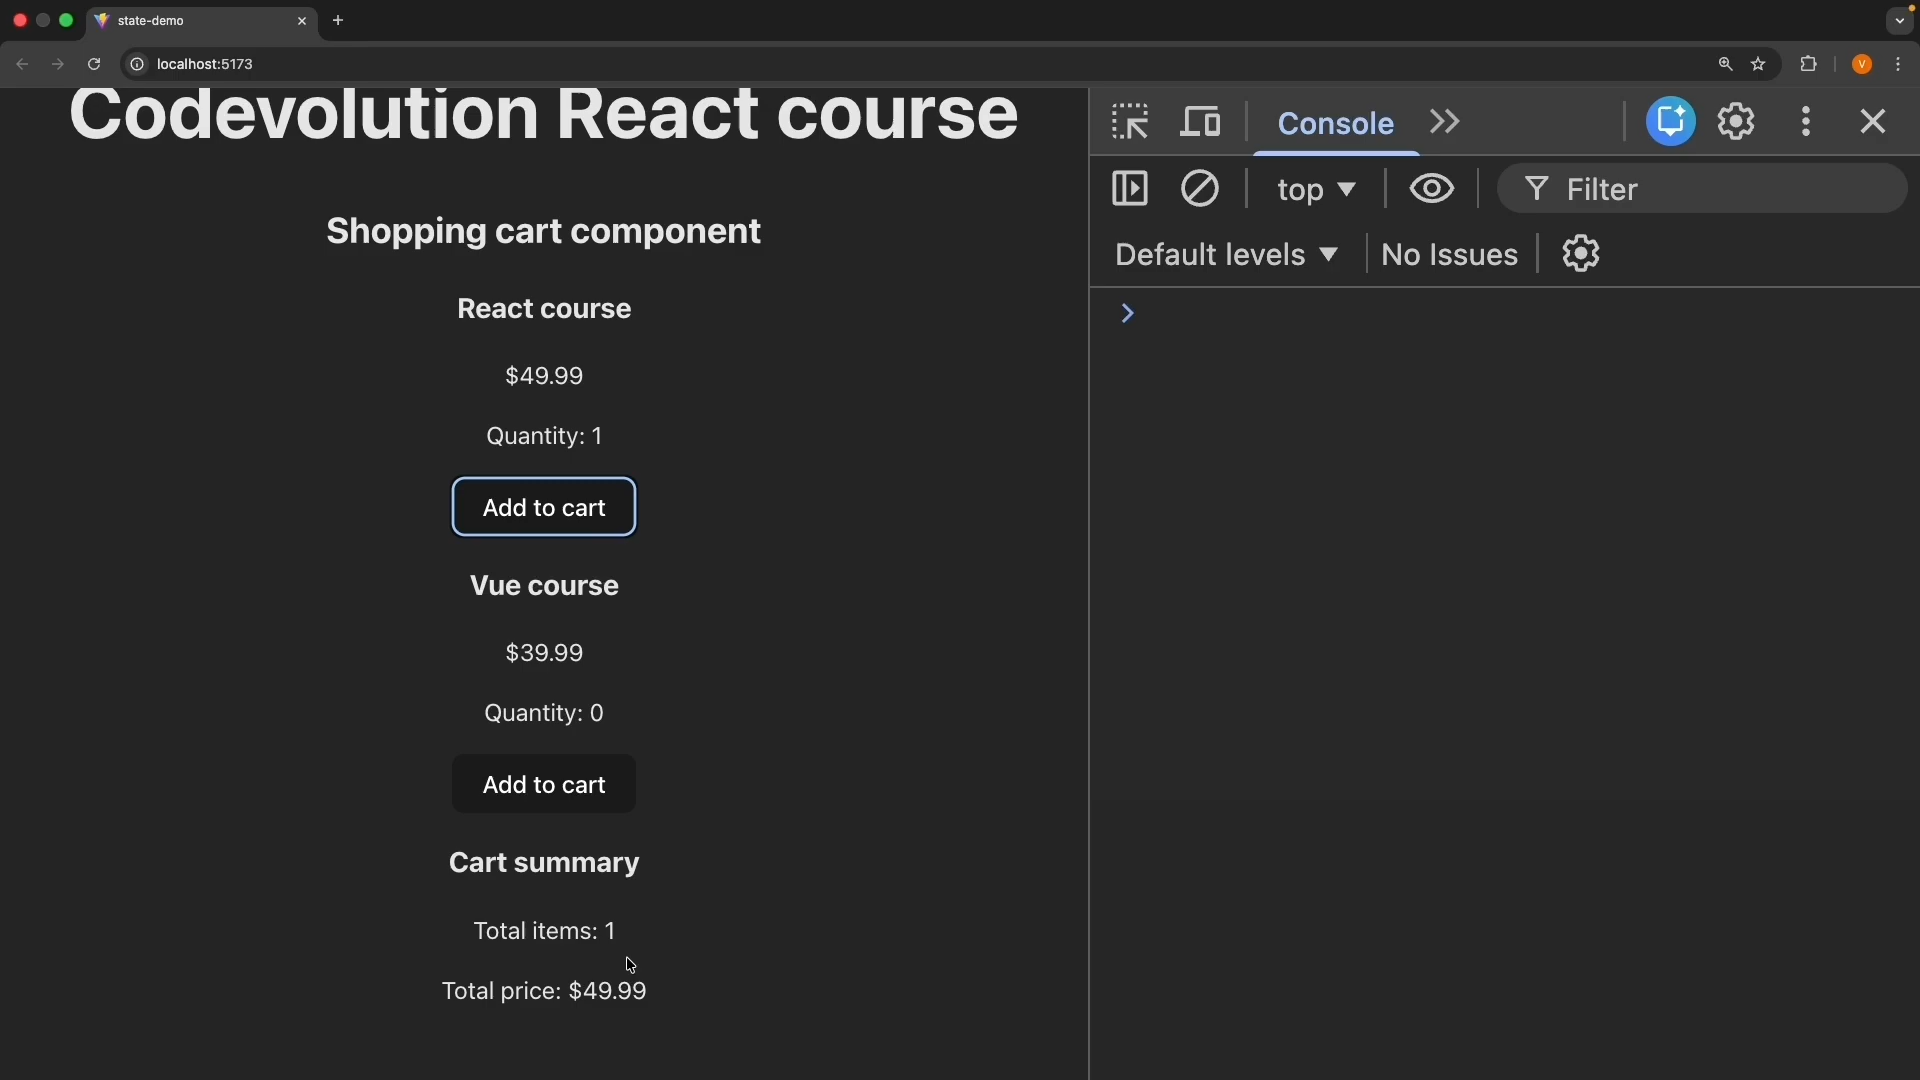 state-demo
localhost:5173
V
Codevolution React course
Shopping cart component
React course
$49.99
Quantity: 1
Add to cart
Vue course
$39.99
Quantity: 0
Add to cart
Cart summary
Total items: 1
Total price: $49.99
Console
top
Filter
Default levels
No Issues